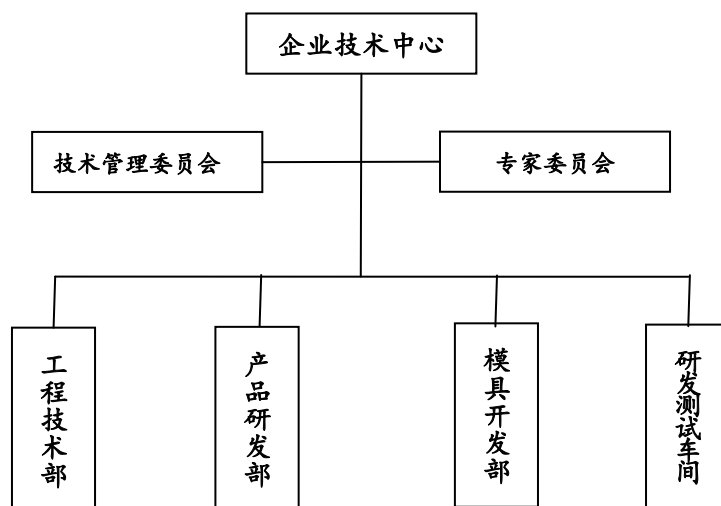 企业技术中心
技术管理委员会
专家委员会
工程技术部
产品研发部
模具开发部
研发测试车间